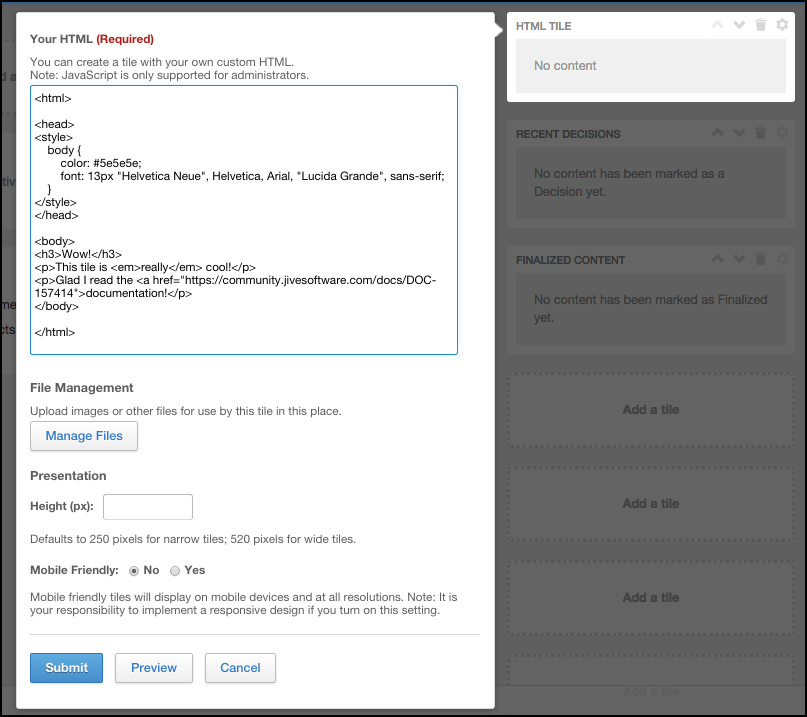 Your HTML (Required)
You can create a tile with your own custom HTML.
Note: JavaScript is only supported for administrators.
<html>
<head>
<style>
body {
color: #5e5e5e;
font: 13px "Helvetica Neue", Helvetica, Arial, "Lucida Grande", sans-serif;
}
</style>
</head>
<body>
<h3>Wow!</h3>
<p>This tile is <em>really</em> cool!</p>
<p>Glad I read the <a href="https://community.jivesoftware.com/docs/DOC-
157414">documentation!</p>
</body>
</html>
File Management
Upload images or other files for use by this tile in this place.
Manage Files
Presentation
Height (px):
Defaults to 250 pixels for narrow tiles; 520 pixels for wide tiles.
Mobile Friendly: No Yes
Mobile friendly tiles will display on mobile devices and at all resolutions. Note: It is
your responsibility to implement a responsive design if you turn on this setting.
Submit Preview Cancel
HTML TILE
No content
RECENT DECISIONS
No content has been marked as a
Decision yet.
FINALIZED CONTENT
No content has been marked as Finalized
yet.
Add a tile
Add a tile
Add a tile
Add a tile